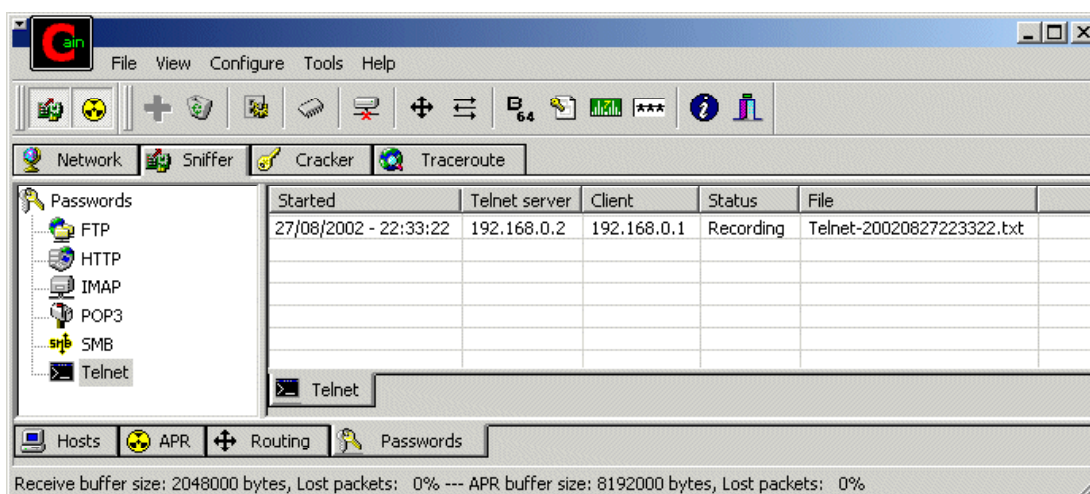 Cain
File View Configure Tools Help
B 64 ***
Network Sniffer Cracker Traceroute
Passwords
FTP
HTTP
IMAP
POP3
SMB SMB
Telnet
Started Telnet server Client Status File
27/08/2002 - 22:33:22 192.168.0.2 192.168.0.1 Recording Telnet-20020827223322.txt
Telnet
Hosts APR Routing Passwords
Receive buffer size: 2048000 bytes, Lost packets: 0% --- APR buffer size: 8192000 bytes, Lost packets: 0%